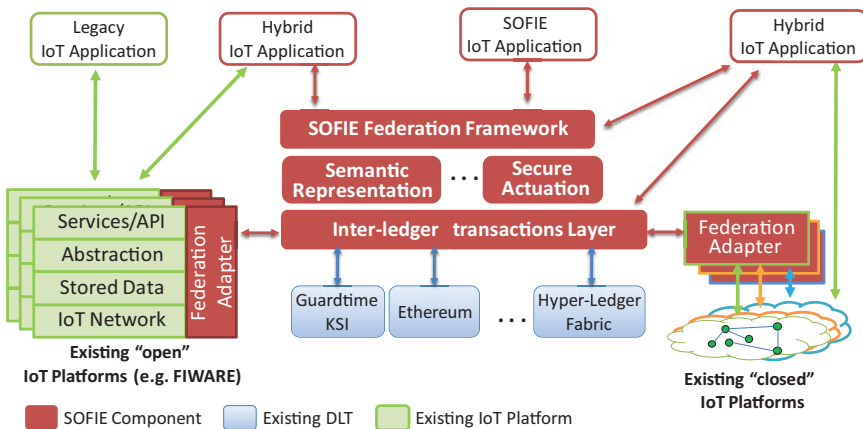 Legacy
IoT Application
Hybrid
IoT Application
SOFIE
IoT Application
Hybrid
IoT Application
SOFIE Federation Framework
Semantic
Representation
...
Secure
Actuation
Inter-ledger transactions Layer
Services/API
Abstraction
Stored Data
IoT Network
Federation
Adapter
Federation
Adapter
Guardtime
KSI
Ethereum
...
Hyper-Ledger
Fabric
Existing “open”
IoT Platforms (e.g. FIWARE)
Existing “closed”
IoT Platforms
SOFIE Component
Existing DLT
Existing IoT Platform